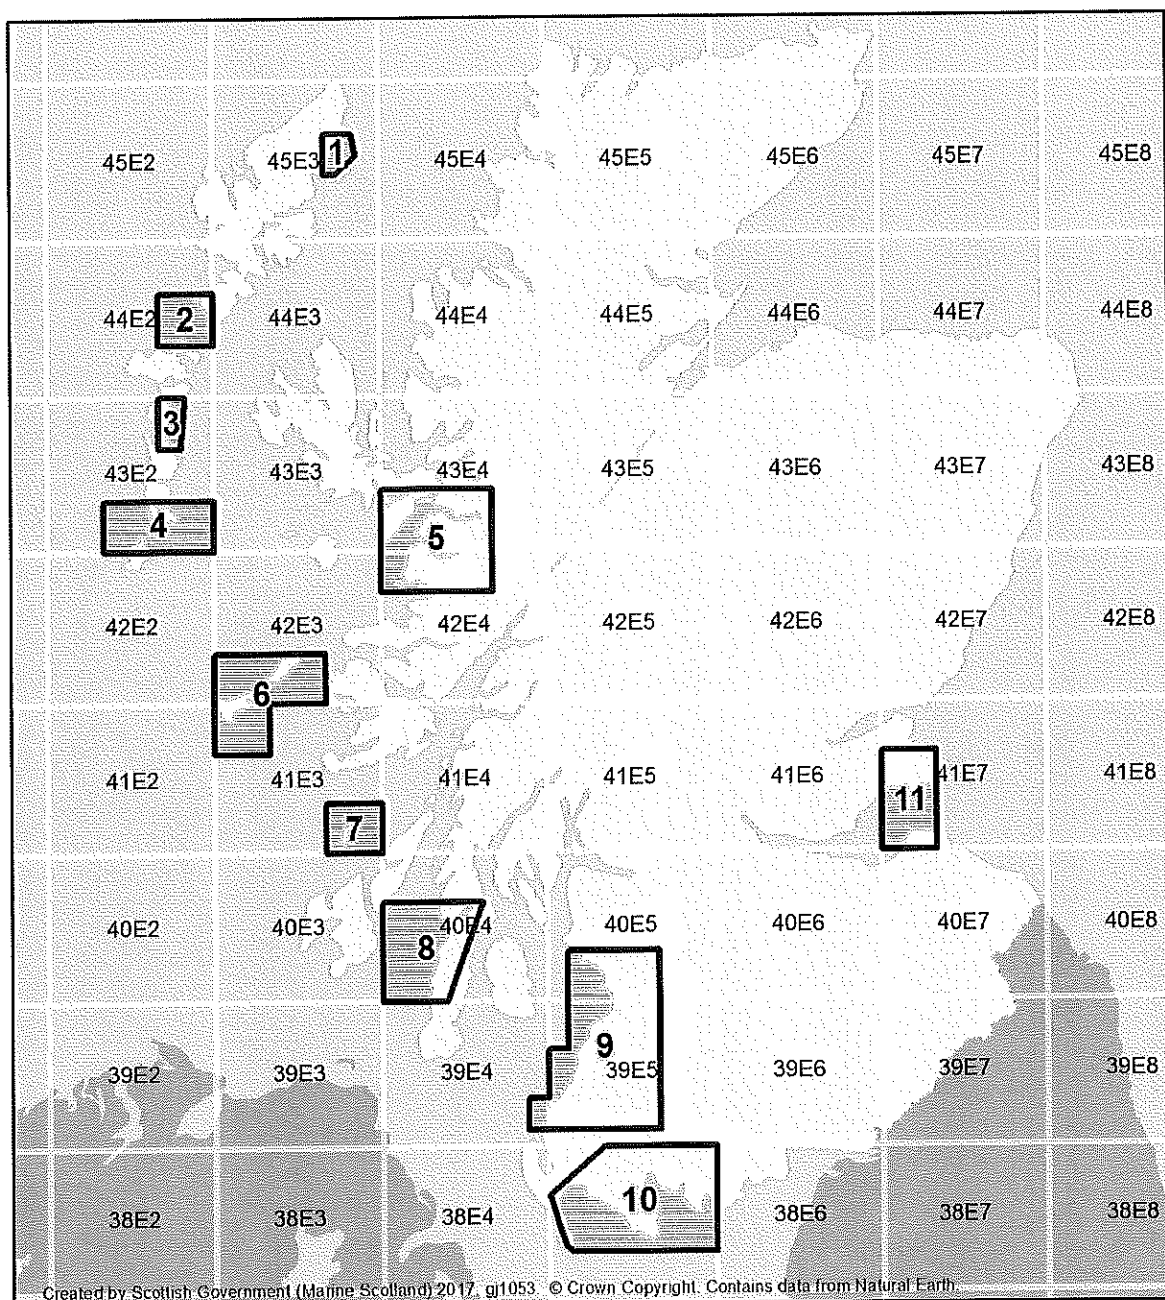 45E2 45E3 1 45E4 45E5 45E6 45E7 45E8
44E2 2 44E3 44E4 44E5 44E6 44E7 44E8
3
43E2 43E3 43E4 43E5 43E6 43E7 43E8
4 5
42E2 42E3 42E4 42E5 42E6 42E7 42E8
6
41E2 41E3 41E4 41E5 41E6 41E7 41E8
7 11
40E2 40E3 40E4 40E5 40E6 40E7 40E8
8
9
39E2 39E3 39E4 39E5 39E6 39E7 39E8
10
38E2 38E3 38E4 38E6 38E7 38E8
Created by Scottish Government (Marine Scotland) 2017. gj1053. © Crown Copyright. Contains data from Natural Earth.